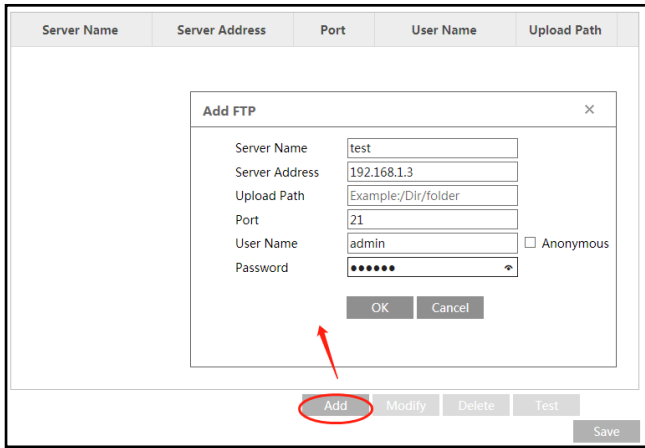 Server Name Server Address Port User Name Upload Path
Add FTP ×
Server Name test
Server Address 192.168.1.3
Upload Path Example:/Dir/folder
Port 21
User Name admin Anonymous
Password ●●●●●●
OK Cancel
Add Modify Delete Test
Save